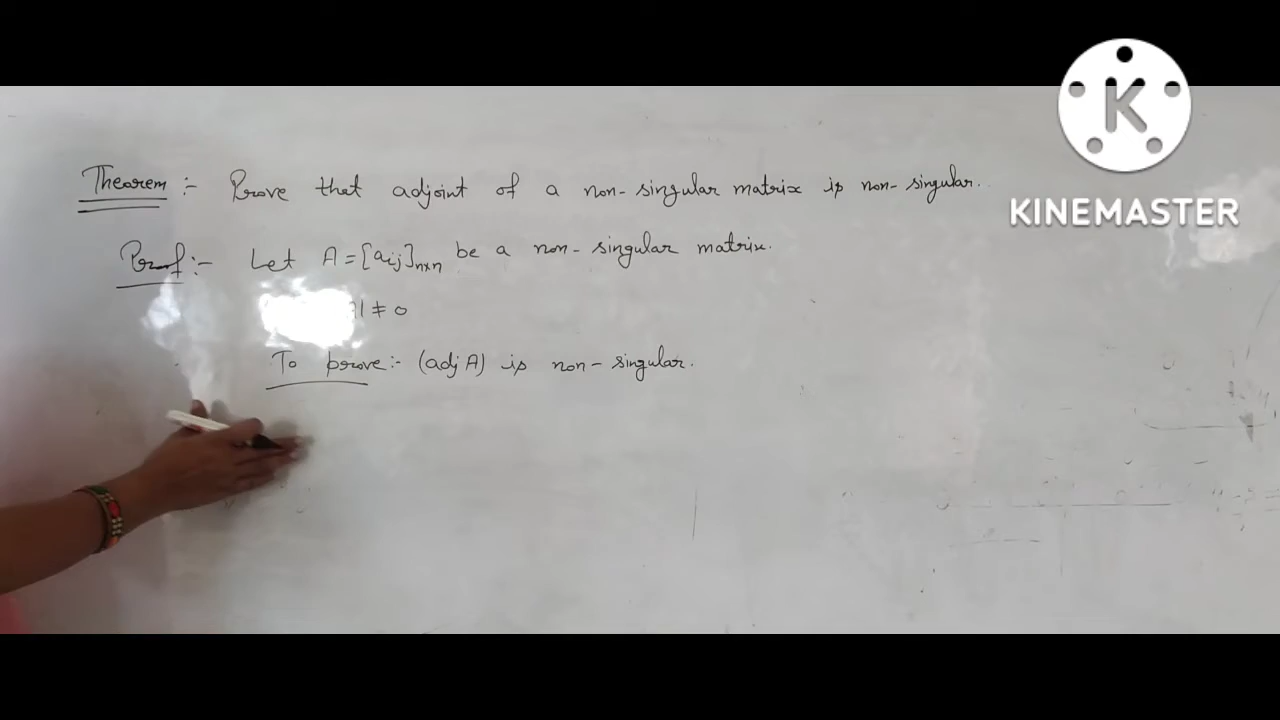 Theorem :- Prove that adjoint of a non-singular matrix is non-singular.
Proof :- Let A = [aij]n×n be a non-singular matrix.
| ≠ 0
To prove :- (adj A) is non-singular.
K
KINEMASTER